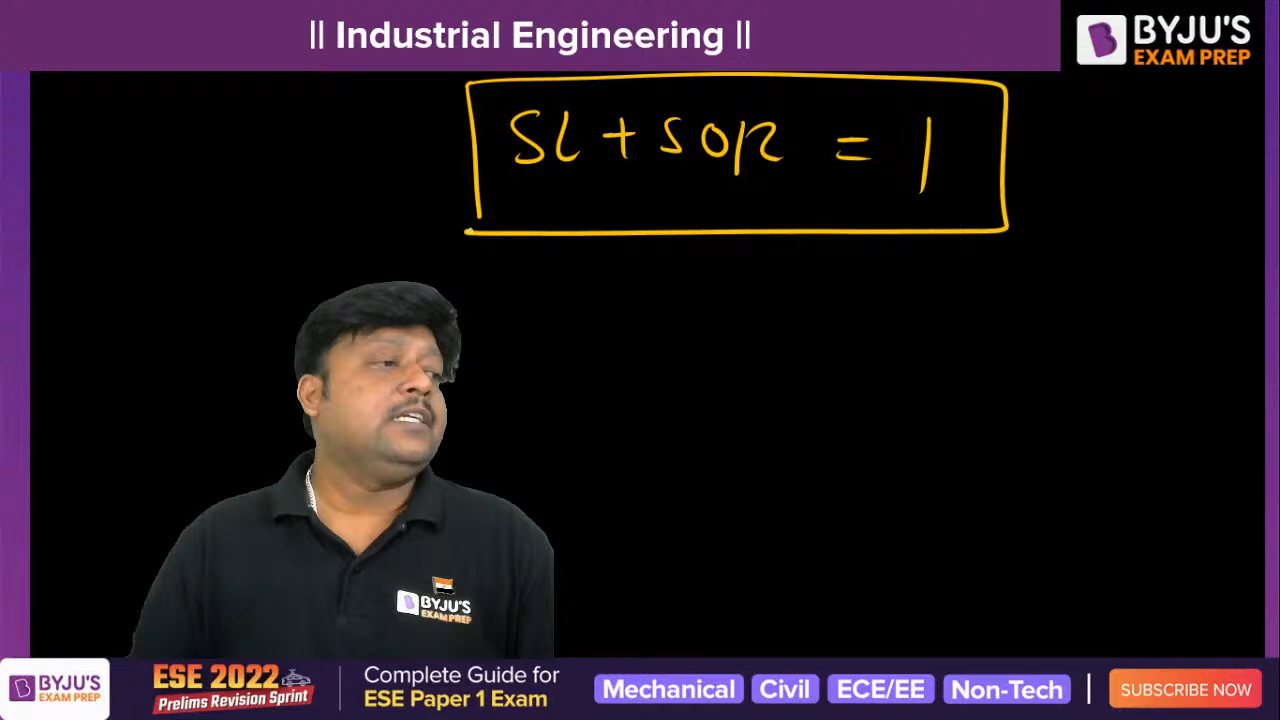 || Industrial Engineering ||
BYJU'S
EXAM PREP
SL + SOR = 1
BYJU'S
EXAM PREP
BYJU'S
EXAM PREP
ESE 2022
Prelims Revision Sprint
Complete Guide for
ESE Paper 1 Exam
Mechanical
Civil
ECE/EE
Non-Tech
SUBSCRIBE NOW